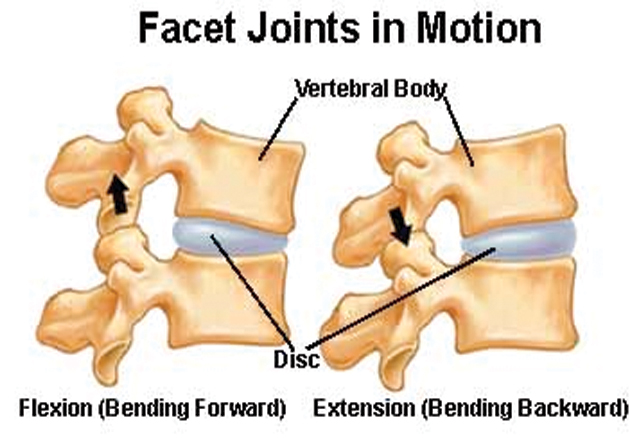 Facet Joints in Motion
Vertebral Body
Disc
Flexion (Bending Forward)
Extension (Bending Backward)